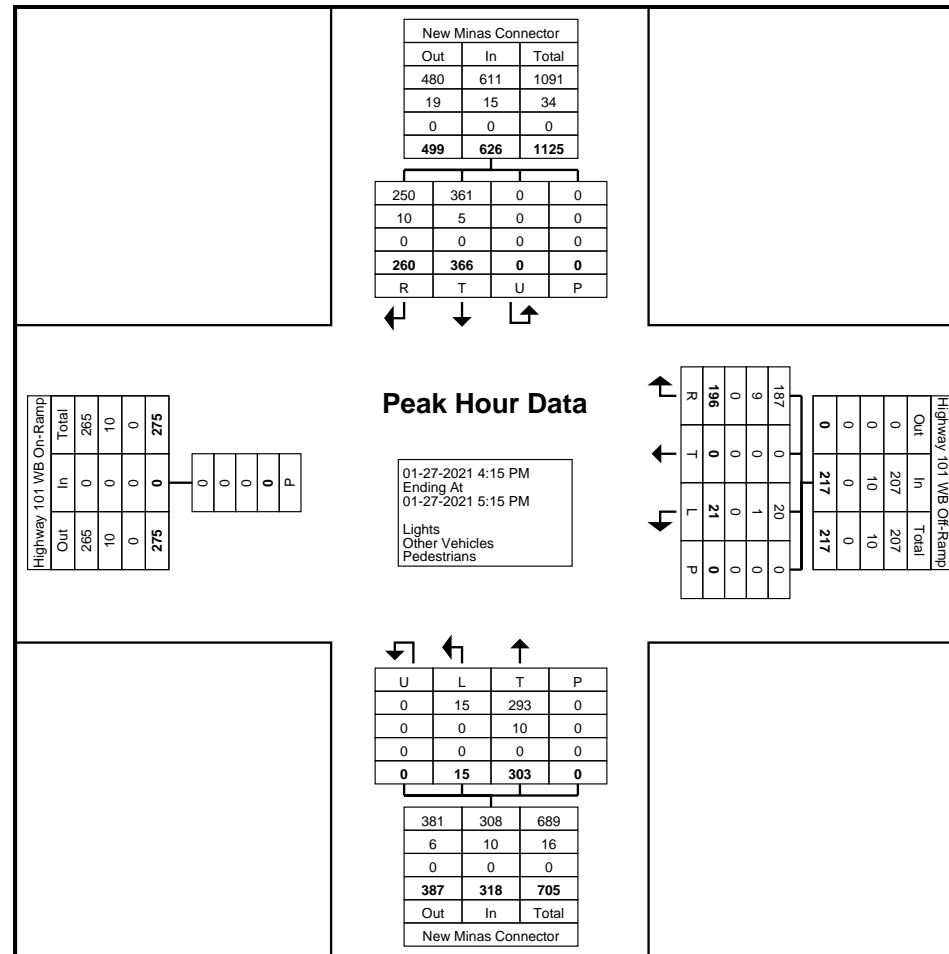 New Minas Connector
Out In Total
480 611 1091
19 15 34
0 0 0
499 626 1125
250 361 0 0
10 5 0 0
0 0 0 0
260 366 0 0
R T U P
Highway 101 WB On-Ramp
Out In Total
265 0 265
10 0 10
0 0 0
275 0 275
0
0
0
0
P
Peak Hour Data
01-27-2021 4:15 PM
Ending At
01-27-2021 5:15 PM
Lights
Other Vehicles
Pedestrians
Highway 101 WB Off-Ramp
Out In Total
0 207 207
0 10 10
0 0 0
0 217 217
187 0 20 0
9 0 1 0
0 0 0 0
196 0 21 0
R T L P
U L T P
0 15 293 0
0 0 10 0
0 0 0 0
0 15 303 0
381 308 689
6 10 16
0 0 0
387 318 705
Out In Total
New Minas Connector